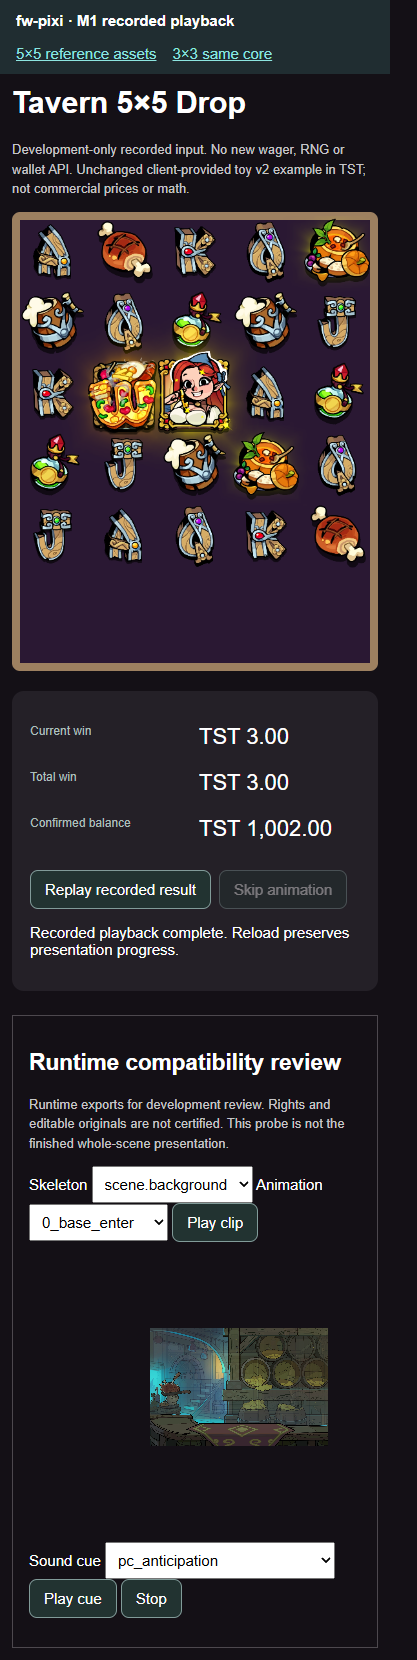 fw-pixi · M1 recorded playback
5×5 reference assets 3×3 same core
Tavern 5×5 Drop
Development-only recorded input. No new wager, RNG or
wallet API. Unchanged client-provided toy v2 example in TST;
not commercial prices or math.
A K Q
Q J
K W A
J Q
J A Q K
Current win TST 3.00
Total win TST 3.00
Confirmed balance TST 1,002.00
Replay recorded result Skip animation
Recorded playback complete. Reload preserves
presentation progress.
Runtime compatibility review
Runtime exports for development review. Rights and
editable originals are not certified. This probe is not the
finished whole-scene presentation.
Skeleton scene.background Animation
0_base_enter Play clip
Sound cue pc_anticipation
Play cue Stop